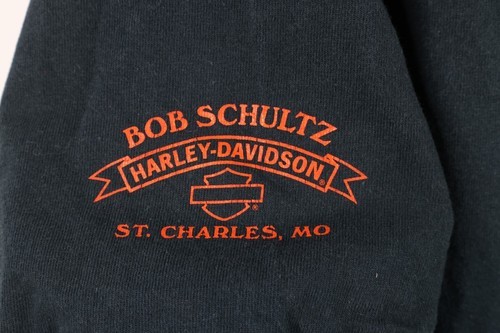 BOB SCHULTZ
HARLEY-DAVIDSON
®
ST. CHARLES, MO